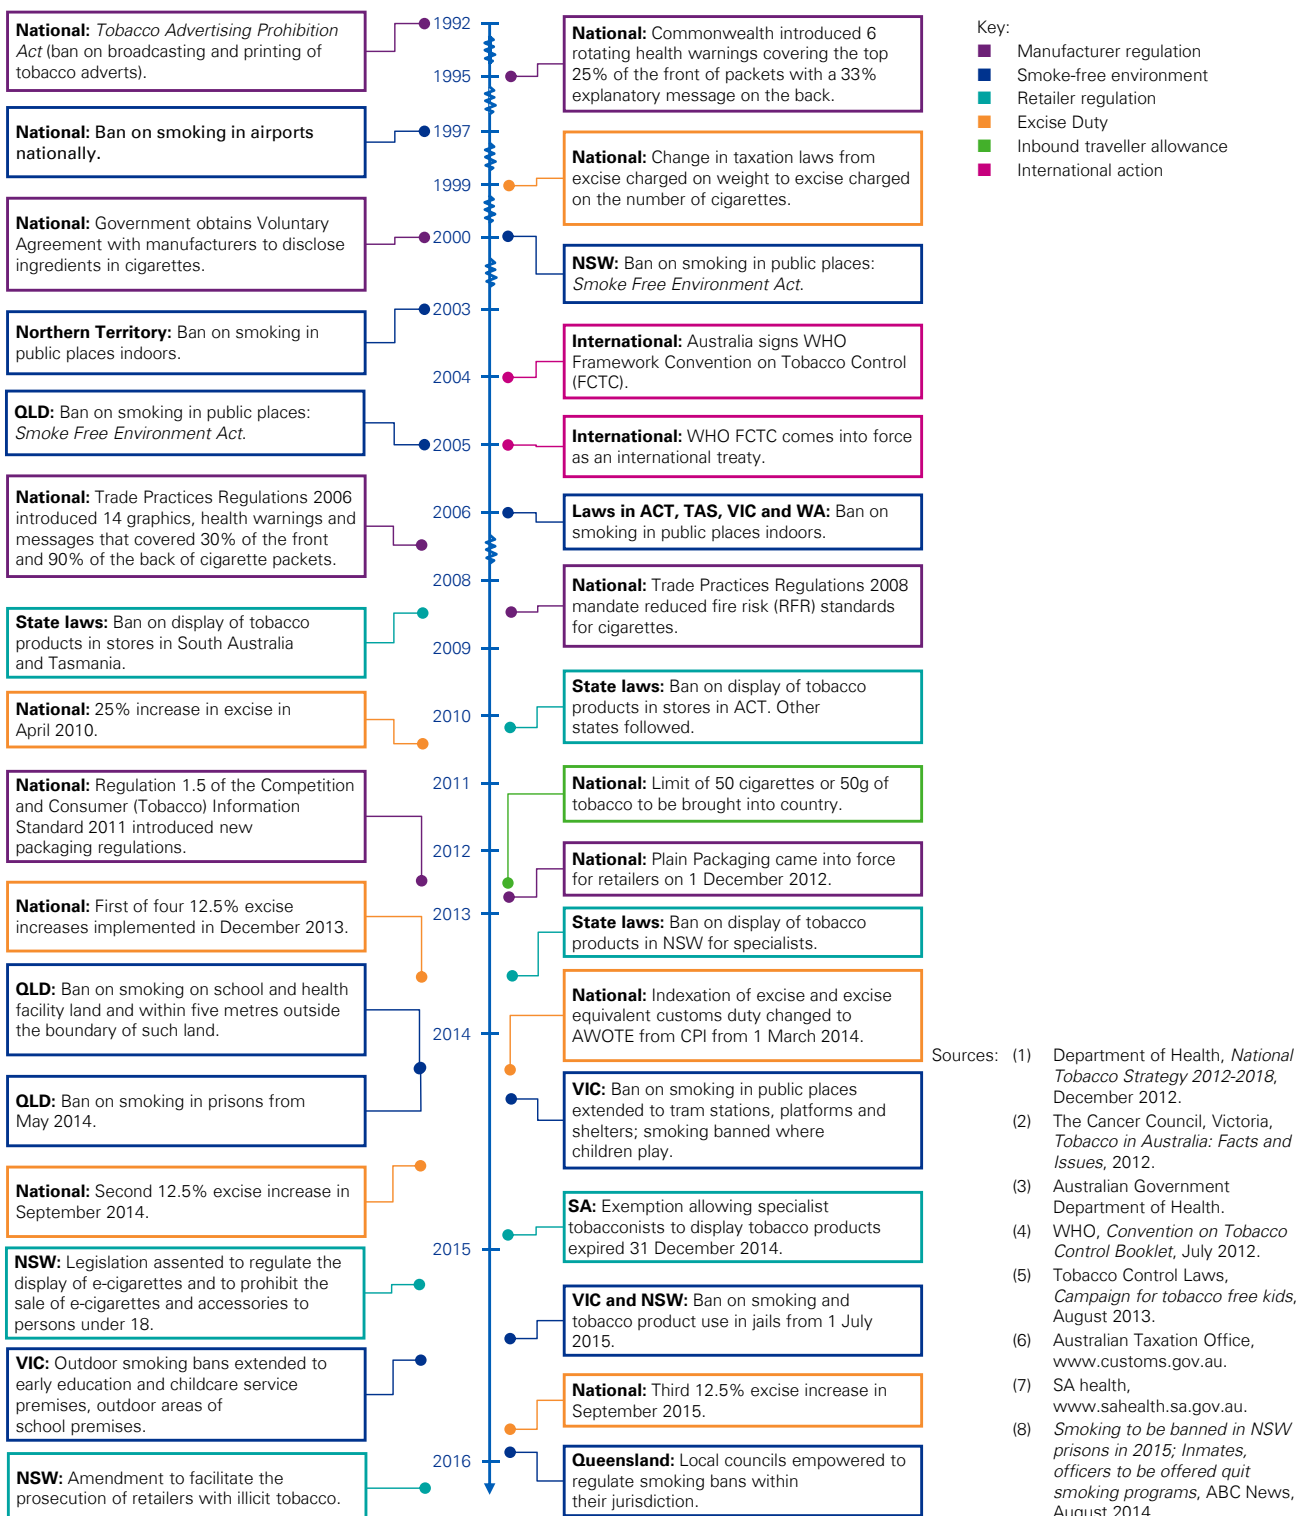 National: Tobacco Advertising Prohibition
Act (ban on broadcasting and printing of
tobacco adverts).
National: Ban on smoking in airports
nationally.
National: Government obtains Voluntary
Agreement with manufacturers to disclose
ingredients in cigarettes.
Northern Territory: Ban on smoking in
public places indoors.
QLD: Ban on smoking in public places:
Smoke Free Environment Act.
National: Trade Practices Regulations 2006
introduced 14 graphics, health warnings and
messages that covered 30% of the front
and 90% of the back of cigarette packets.
State laws: Ban on display of tobacco
products in stores in South Australia
and Tasmania.
National: 25% increase in excise in
April 2010.
National: Regulation 1.5 of the Competition
and Consumer (Tobacco) Information
Standard 2011 introduced new
packaging regulations.
National: First of four 12.5% excise
increases implemented in December 2013.
QLD: Ban on smoking on school and health
facility land and within five metres outside
the boundary of such land.
QLD: Ban on smoking in prisons from
May 2014.
National: Second 12.5% excise increase in
September 2014.
NSW: Legislation assented to regulate the
display of e-cigarettes and to prohibit the
sale of e-cigarettes and accessories to
persons under 18.
VIC: Outdoor smoking bans extended to
early education and childcare service
premises, outdoor areas of
school premises.
NSW: Amendment to facilitate the
prosecution of retailers with illicit tobacco.
1992
1995
1997
1999
2000
2003
2004
2005
2006
2008
2009
2010
2011
2012
2013
2014
2015
2016
National: Commonwealth introduced 6
rotating health warnings covering the top
25% of the front of packets with a 33%
explanatory message on the back.
National: Change in taxation laws from
excise charged on weight to excise charged
on the number of cigarettes.
NSW: Ban on smoking in public places:
Smoke Free Environment Act.
International: Australia signs WHO
Framework Convention on Tobacco Control
(FCTC).
International: WHO FCTC comes into force
as an international treaty.
Laws in ACT, TAS, VIC and WA: Ban on
smoking in public places indoors.
National: Trade Practices Regulations 2008
mandate reduced fire risk (RFR) standards
for cigarettes.
State laws: Ban on display of tobacco
products in stores in ACT. Other
states followed.
National: Limit of 50 cigarettes or 50g of
tobacco to be brought into country.
National: Plain Packaging came into force
for retailers on 1 December 2012.
State laws: Ban on display of tobacco
products in NSW for specialists.
National: Indexation of excise and excise
equivalent customs duty changed to
AWOTE from CPI from 1 March 2014.
VIC: Ban on smoking in public places
extended to tram stations, platforms and
shelters; smoking banned where
children play.
SA: Exemption allowing specialist
tobacconists to display tobacco products
expired 31 December 2014.
VIC and NSW: Ban on smoking and
tobacco product use in jails from 1 July
2015.
National: Third 12.5% excise increase in
September 2015.
Queensland: Local councils empowered to
regulate smoking bans within
their jurisdiction.
Key:
Manufacturer regulation
Smoke-free environment
Retailer regulation
Excise Duty
Inbound traveller allowance
International action
Sources: (1) Department of Health, National
Tobacco Strategy 2012-2018,
December 2012.
(2) The Cancer Council, Victoria,
Tobacco in Australia: Facts and
Issues, 2012.
(3) Australian Government
Department of Health.
(4) WHO, Convention on Tobacco
Control Booklet, July 2012.
(5) Tobacco Control Laws,
Campaign for tobacco free kids,
August 2013.
(6) Australian Taxation Office,
www.customs.gov.au.
(7) SA health,
www.sahealth.sa.gov.au.
(8) Smoking to be banned in NSW
prisons in 2015; Inmates,
officers to be offered quit
smoking programs, ABC News,
August 2014